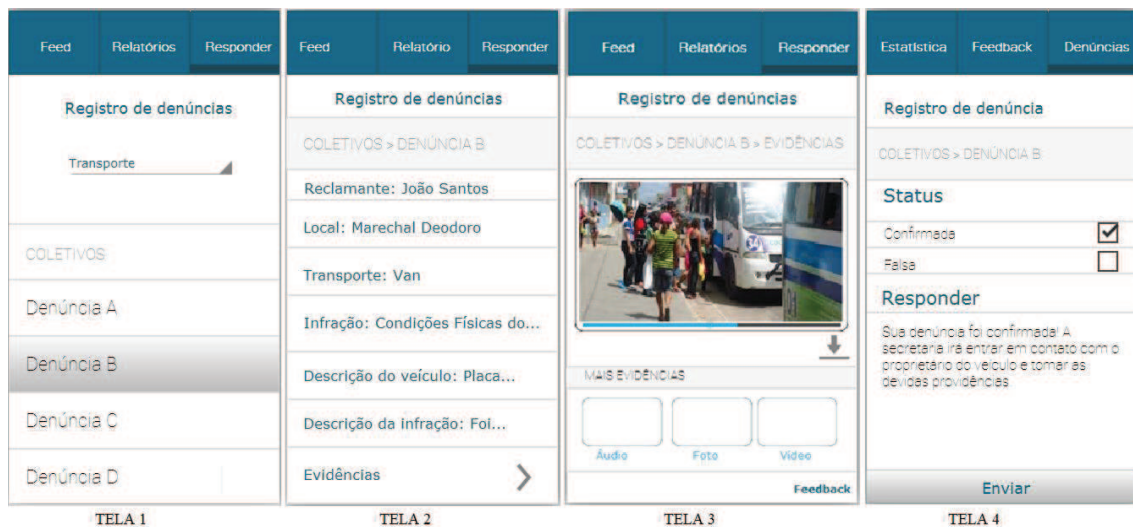 Feed
Relatórios
Responder
Registro de denúncias
Transporte
COLETIVOS
Denúncia A
Denúncia B
Denúncia C
Denúncia D
TELA 1
Feed
Relatório
Responder
Registro de denúncias
COLETIVOS > DENÚNCIA B
Reclamante: João Santos
Local: Marechal Deodoro
Transporte: Van
Infração: Condições Físicas do...
Descrição do veículo: Placa...
Descrição da infração: Foi...
Evidências
TELA 2
Feed
Relatórios
Responder
Registro de denúncias
COLETIVOS > DENÚNCIA B > EVIDÊNCIAS
34
MAIS EVIDÊNCIAS
Áudio
Foto
Vídeo
Feedback
TELA 3
Estatística
Feedback
Denúncias
Registro de denúncia
COLETIVOS > DENÚNCIA B
Status
Confirmada
Falsa
Responder
Sua denúncia foi confirmada! A
secretaria irá entrar em contato com o
proprietário do veículo e tomar as
devidas providências
Enviar
TELA 4